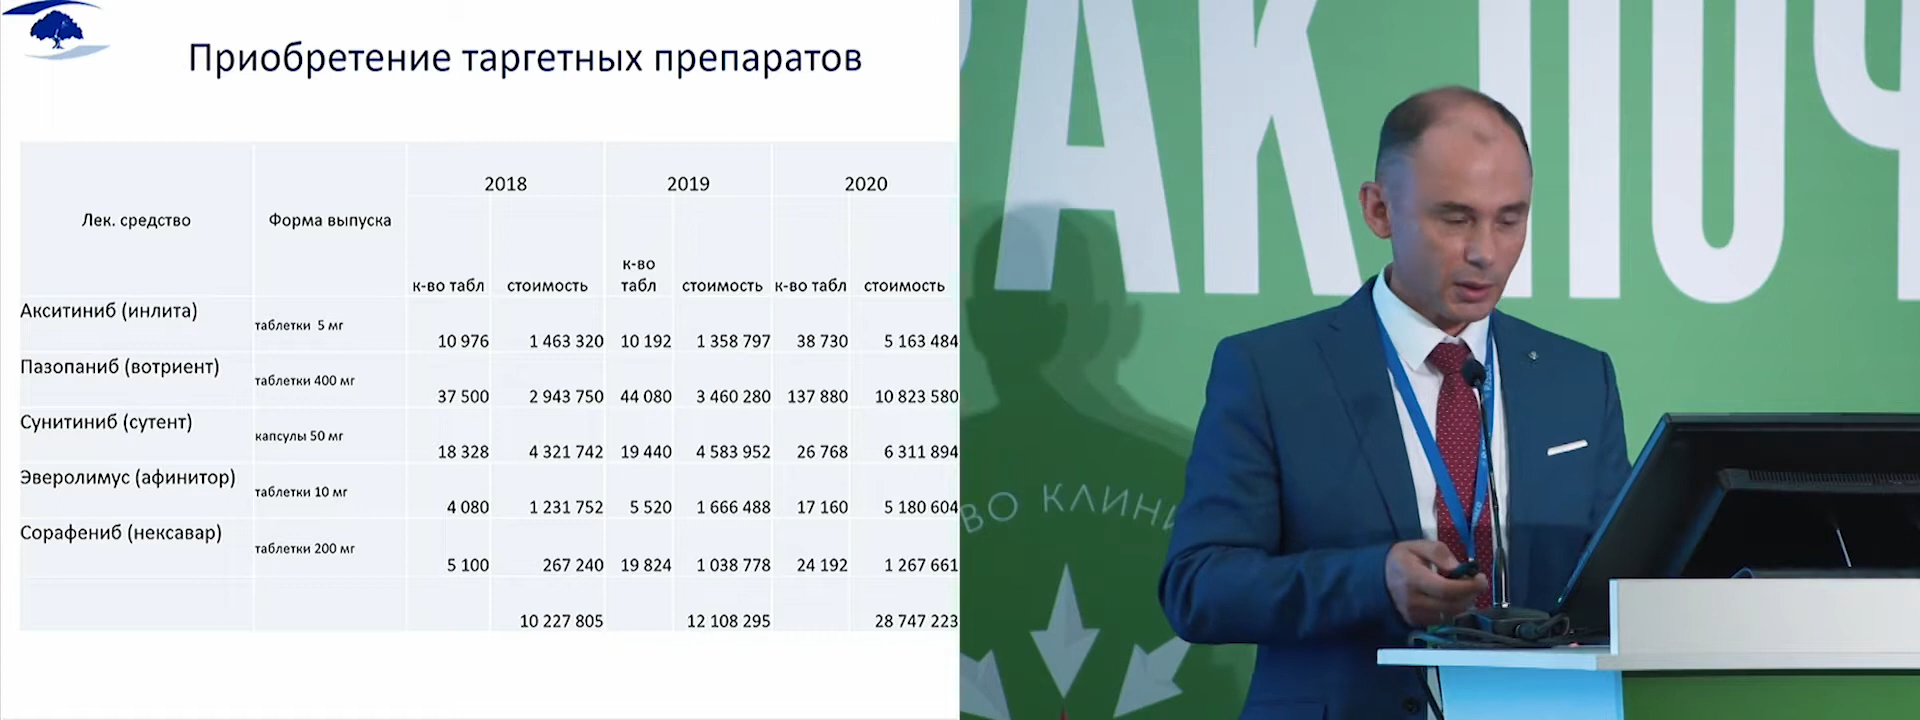 Приобретение таргетных препаратов
2018 2019 2020
Лек. средство Форма выпуска
к-во табл стоимость к-во табл стоимость к-во табл стоимость
Акситиниб (инлита) таблетки 5 мг 10 976 1 463 320 10 192 1 358 797 38 730 5 163 484
Пазопаниб (вотриент) таблетки 400 мг 37 500 2 943 750 44 080 3 460 280 137 880 10 823 580
Сунитиниб (сутент) капсулы 50 мг 18 328 4 321 742 19 440 4 583 952 26 768 6 311 894
Эверолимус (афинитор) таблетки 10 мг 4 080 1 231 752 5 520 1 666 488 17 160 5 180 604
Сорафениб (нексавар) таблетки 200 мг 5 100 267 240 19 824 1 038 778 24 192 1 267 661
10 227 805 12 108 295 28 747 223
РАК ПОЧ
ВО КЛИНИ